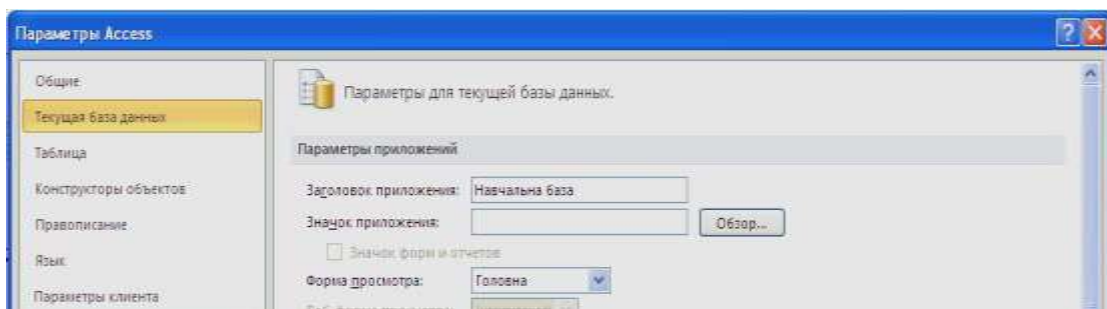 Параметры Access
Общие
Текущая база данных
Таблица
Конструкторы объектов
Правописание
Язык
Параметры клиента
Параметры для текущей базы данных.
Параметры приложений
Заголовок приложения: Навчальна база
Значок приложения: Обзор...
Значок форм и отчетов
Форма просмотра: Головна